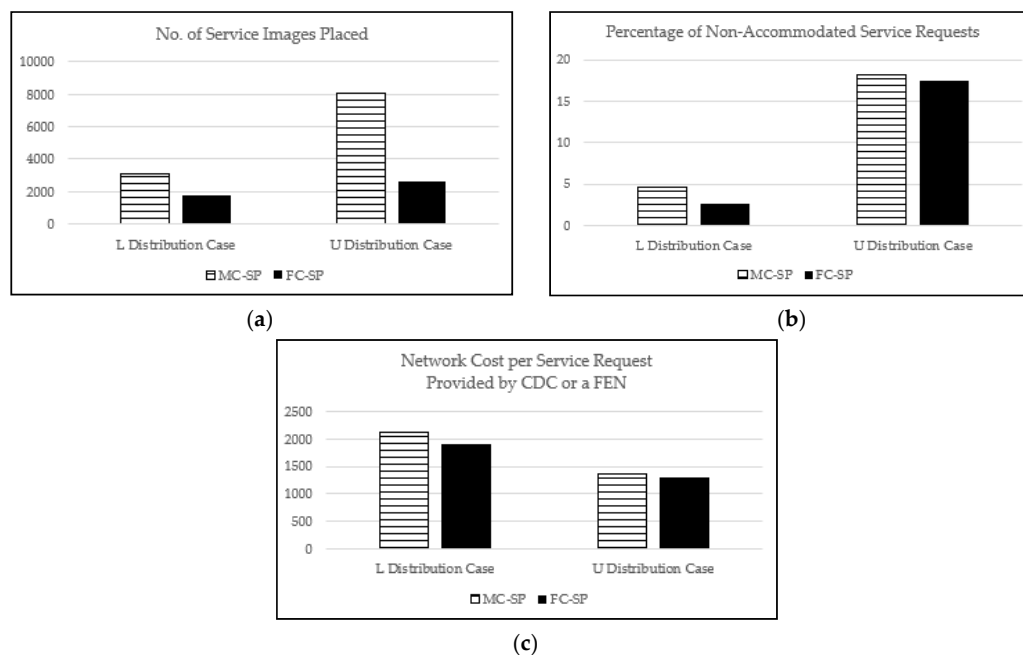 No. of Service Images Placed
10000
8000
6000
4000
2000
0
L Distribution Case
U Distribution Case
MC-SP
FC-SP
(a)
Percentage of Non-Accommodated Service Requests
20
15
10
5
0
L Distribution Case
U Distribution Case
MC-SP
FC-SP
(b)
Network Cost per Service Request
Provided by CDC or a FEN
2500
2000
1500
1000
500
0
L Distribution Case
U Distribution Case
MC-SP
FC-SP
(c)